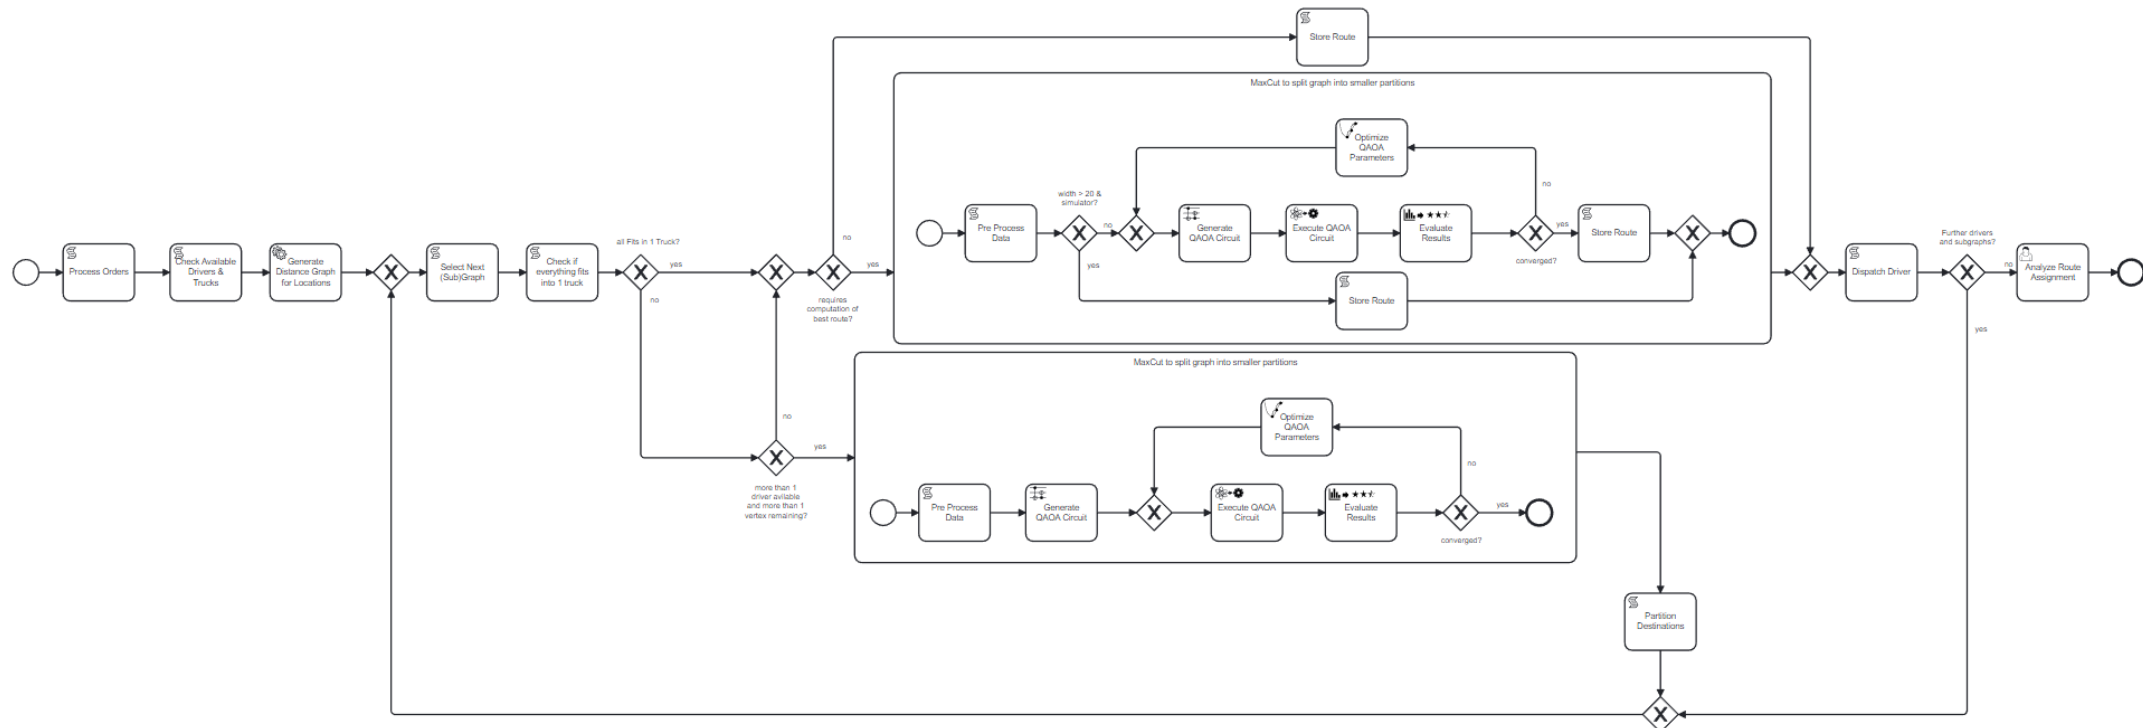 Store Route
MaxCut to split graph into smaller partitions
Optimize
QAOA
Parameters
no
width > 20 &
simulator?
Pre Process
Data
no
Generate
QAOA Circuit
Execute QAOA
Circuit
Evaluate
Results
yes
Store Route
converged?
yes
Store Route
Process Orders
Check Available
Drivers &
Trucks
Generate
Distance Graph
for Locations
Select Next
(Sub)Graph
Check if
everything fits
into 1 truck
all Fits in 1 Truck?
yes
no
no
yes
requires
computation of
best route?
Dispatch Driver
Further drivers
and subgraphs?
no
Analyze Route
Assignment
yes
no
yes
more than 1
driver avilable
and more than 1
vertex remaining?
MaxCut to split graph into smaller partitions
Optimize
QAOA
Parameters
no
Pre Process
Data
Generate
QAOA Circuit
Execute QAOA
Circuit
Evaluate
Results
yes
converged?
Partition
Destinations